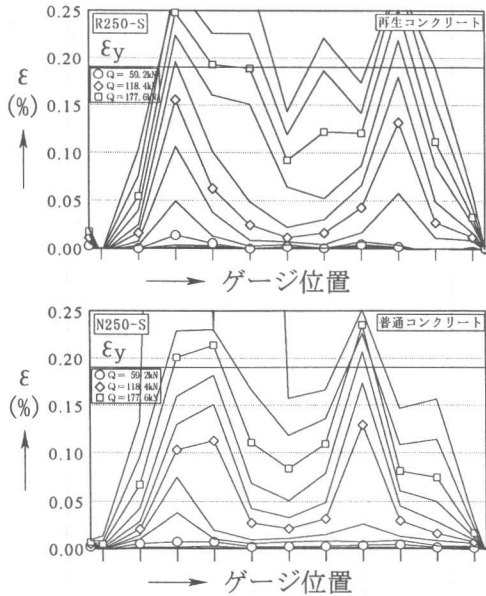 R250-S
再生コンクリート
εy
Q= 59.2kN
Q=118.4kN
Q=177.6kN
ε
(%)
0.25
0.20
0.15
0.10
0.05
0.00
ゲージ位置
N250-S
普通コンクリート
εy
Q= 59.2kN
Q=118.4kN
Q=177.6kN
ε
(%)
0.25
0.20
0.15
0.10
0.05
0.00
ゲージ位置